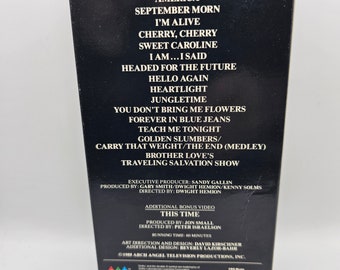 AMERICA
SEPTEMBER MORN
I'M ALIVE
CHERRY, CHERRY
SWEET CAROLINE
I AM...I SAID
HEADED FOR THE FUTURE
HELLO AGAIN
HEARTLIGHT
JUNGLETIME
YOU DON'T BRING ME FLOWERS
FOREVER IN BLUE JEANS
TEACH ME TONIGHT
GOLDEN SLUMBERS/
CARRY THAT WEIGHT/THE END (MEDLEY)
BROTHER LOVE'S
TRAVELING SALVATION SHOW
EXECUTIVE PRODUCER: SANDY GALLIN
PRODUCED BY: GARY SMITH/DWIGHT HEMION/KENNY SOLMS
DIRECTED BY: DWIGHT HEMION
ADDITIONAL BONUS VIDEO
THIS TIME
PRODUCED BY: JON SMALL
DIRECTED BY: PETER ISRAELSON
RUNNING TIME: 60 MINUTES
ART DIRECTION AND DESIGN: DAVID KIRSCHNER
ADDITIONAL DESIGN: BEVERLY LAZOR-BAHR
©1988 ARCH ANGEL TELEVISION PRODUCTIONS, INC.